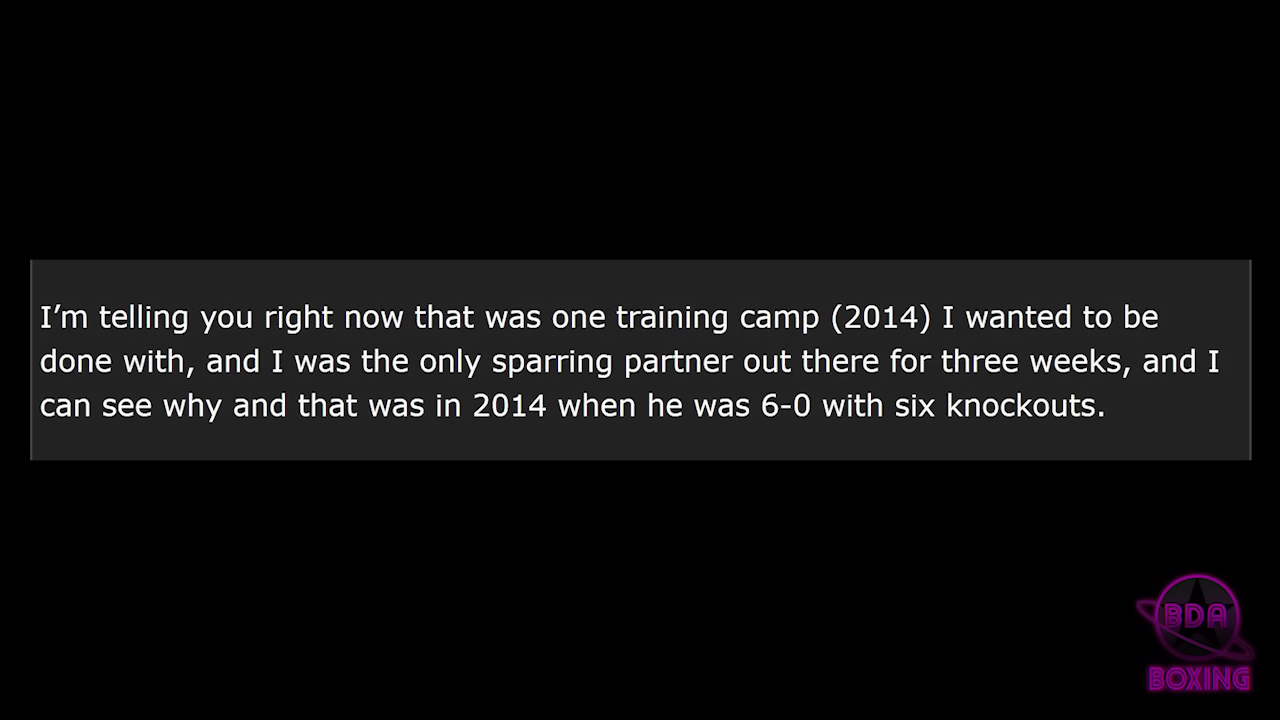 I’m telling you right now that was one training camp (2014) I wanted to be
done with, and I was the only sparring partner out there for three weeks, and I
can see why and that was in 2014 when he was 6-0 with six knockouts.
BDA
BOXING